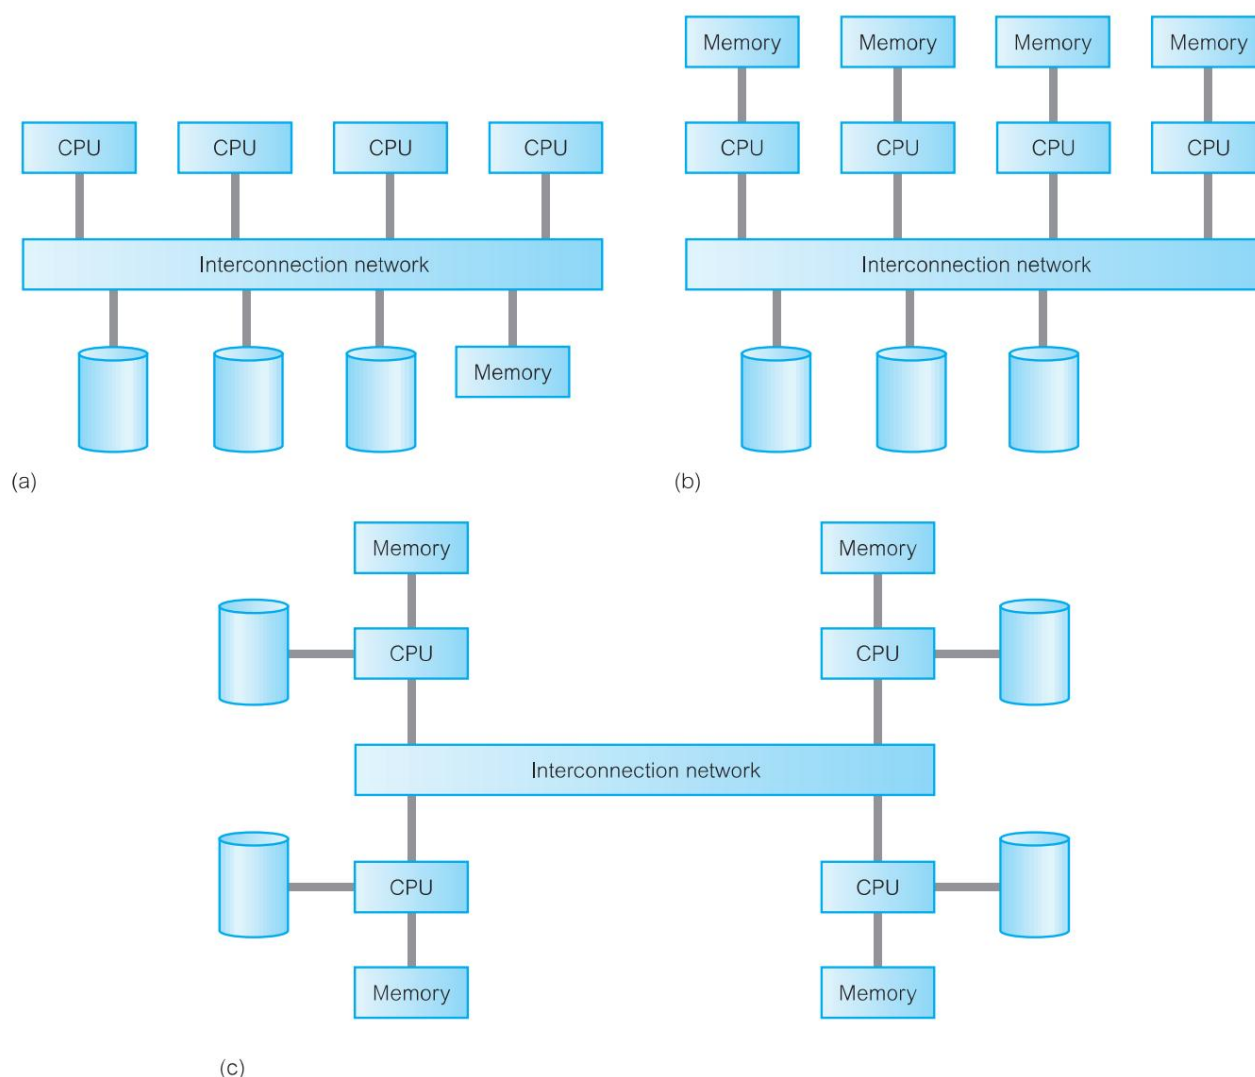 Memory Memory Memory Memory
CPU CPU CPU CPU
CPU CPU CPU CPU
Interconnection network
Interconnection network
Memory
(a)
(b)
Memory Memory
CPU CPU
Interconnection network
CPU CPU
Memory Memory
(c)